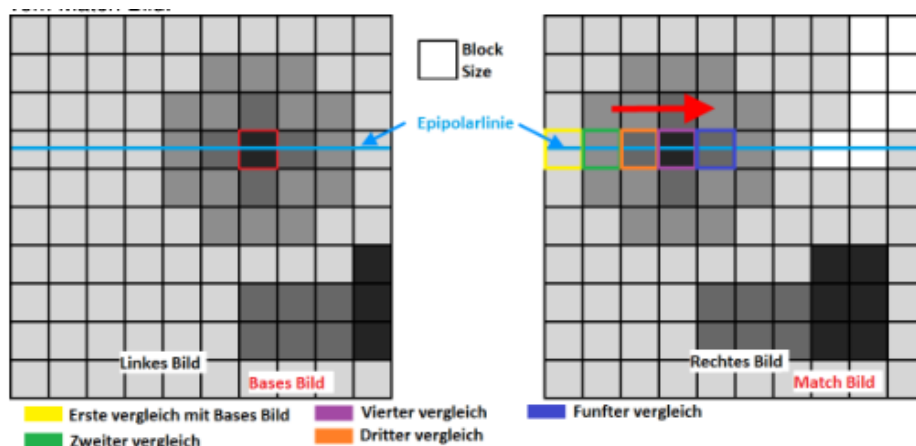 Block
Size
Epipolarlinie
Linkes Bild
Bases Bild
Rechtes Bild
Match Bild
Erste vergleich mit Bases Bild
Vierter vergleich
Funfter vergleich
Zweiter vergleich
Dritter vergleich